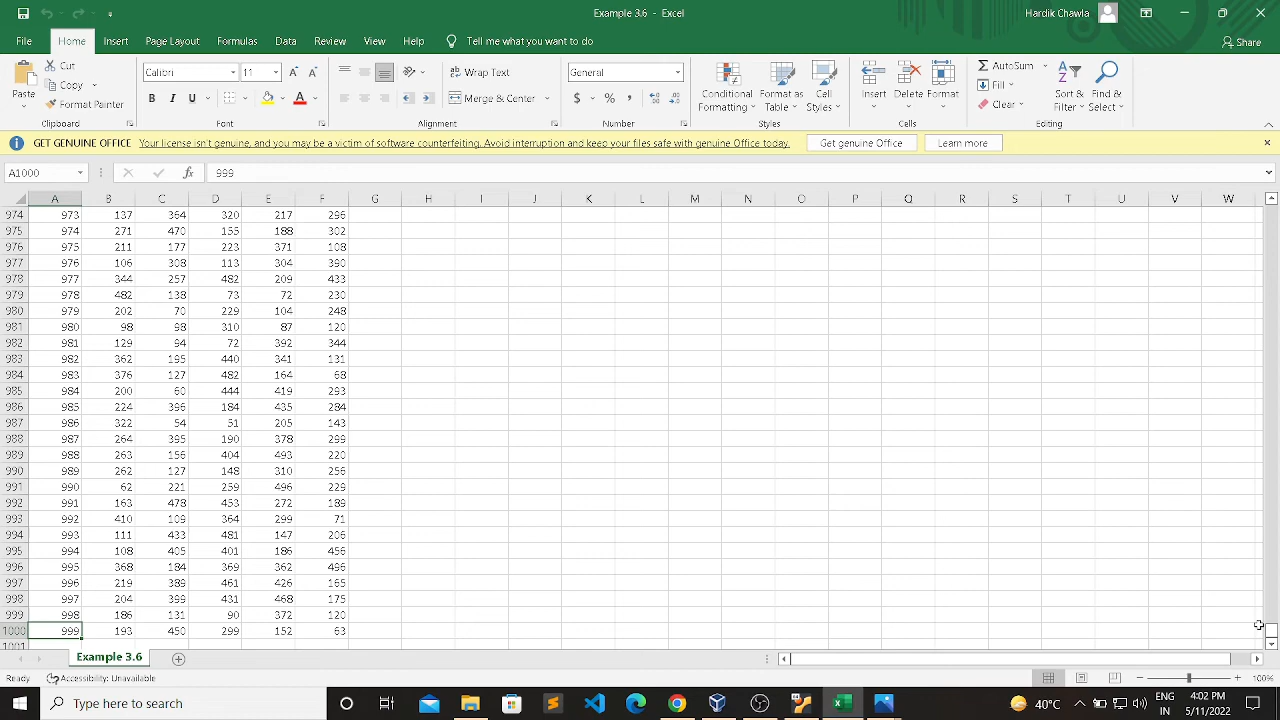 Example 3.6 - Excel
Hardik Chawla
File Home Insert Page Layout Formulas Data Review View Help Tell me what you want to do Share
Paste Cut Copy Format Painter
Clipboard
Calibri 11
B I U A
Font
Wrap Text
Merge & Center
Alignment
General
$ % ,
Number
Conditional Formatting Format as Table Cell Styles
Styles
Insert Delete Format
Cells
AutoSum
Fill
Clear
Sort & Filter Find & Select
Editing
GET GENUINE OFFICE Your license isn't genuine, and you may be a victim of software counterfeiting. Avoid interruption and keep your files safe with genuine Office today. Get genuine Office Learn more
A1000 fx 999
A B C D E F G H I J K L M N O P Q R S T U V W
974 973 137 364 320 217 296
975 974 271 470 155 188 302
976 975 211 177 223 371 108
977 976 106 308 113 304 390
978 977 344 257 482 209 433
979 978 482 138 73 72 230
980 979 202 70 229 104 248
981 980 98 98 310 87 120
982 981 129 94 72 392 344
983 982 362 195 440 341 131
984 983 376 127 482 164 68
985 984 200 60 444 419 293
986 985 224 396 184 435 284
987 986 322 54 51 205 143
988 987 264 395 190 378 299
989 988 263 156 404 493 220
990 989 262 127 148 310 256
991 990 62 221 259 496 229
992 991 163 478 453 272 189
993 992 410 109 364 299 71
994 993 111 433 481 147 206
995 994 108 405 401 186 456
996 995 368 184 369 362 496
997 996 219 389 461 426 165
998 997 204 399 431 468 175
999 998 186 131 90 372 120
1000 999 193 450 299 152 63
1001
Example 3.6
Ready Accessibility: Unavailable 100%
Type here to search
40°C
ENG
IN
4:02 PM
5/11/2022